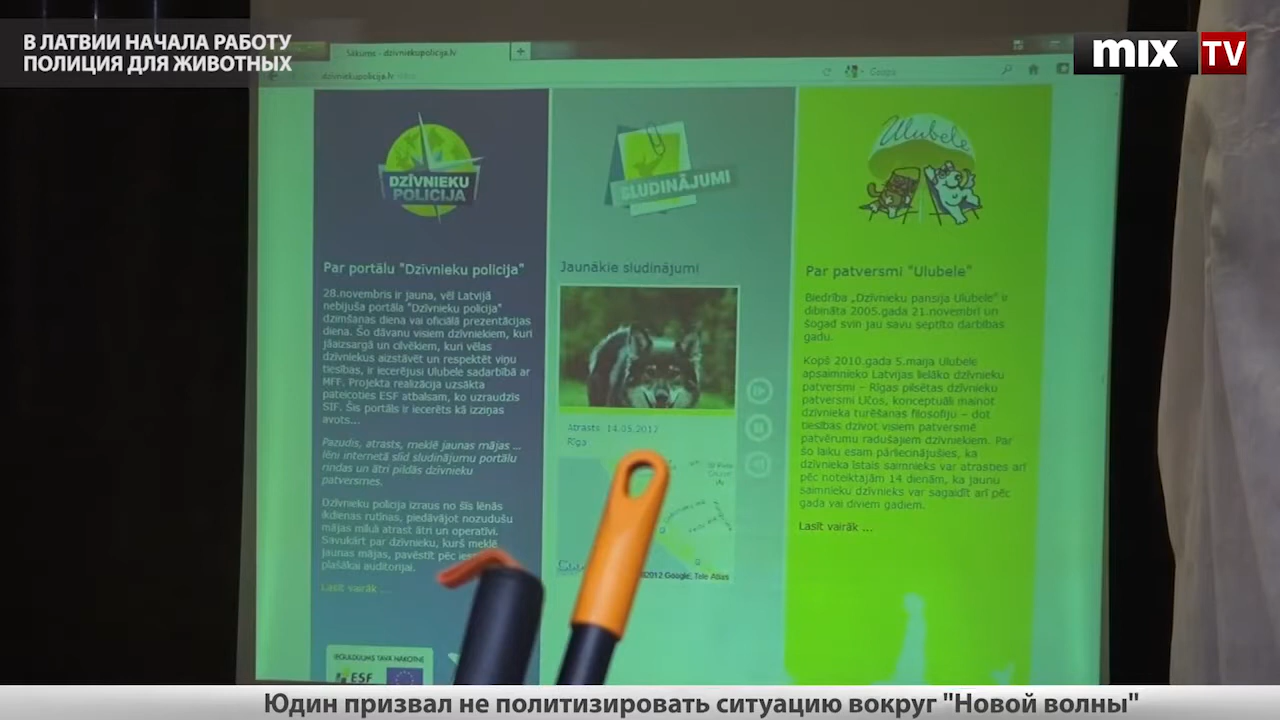 В ЛАТВИИ НАЧАЛА РАБОТУ
ПОЛИЦИЯ ДЛЯ ЖИВОТНЫХ
mix TV
Sākums - dzivniekupolicija.lv
dzivniekupolicija.lv
Google
DZĪVNIEKU
POLICIJA
Par portālu "Dzīvnieku policija"
28.novembris ir jauna, vēl Latvijā
nebijuša portāla "Dzīvnieku policija"
dzimšanas diena vai oficiālā prezentācijas
diena. Šo dāvanu visiem dzīvniekiem, kuri
jāaizsargā un cilvēkiem, kuri vēlas
dzīvniekus aizstāvēt un respektēt viņu
tiesības, ir iecerējusi Ulubele sadarbībā ar
MFF. Projekta realizācija uzsākta
pateicoties ESF atbalsam, ko uzraudzīs
SIF. Šis portāls ir iecerēts kā izziņas
avots...
Pazudis, atrasts, meklē jaunas mājas ...
lēni internetā slīd sludinājumu portālu
rindas un ātri pildās dzīvnieku
patversmes.
Dzīvnieku policija izraus no šīs lēnās
ikdienas rutīnas, piedāvājot nozudušu
mājas mīluli atrast ātri un operatīvi.
Savukārt par dzīvnieku, kurš meklē
jaunas mājas, pavēstīt pēc
plašākai auditorijai.
Lasīt vairāk ...
IEGULDĪJUMS TAVĀ NĀKOTNĒ
ESF
SLUDINĀJUMI
Jaunākie sludinājumi
Atrasts: 14.05.2012
Rīga
2012 Google, Tele Atlas
Ulubele
Par patversmi "Ulubele"
Biedrība „Dzīvnieku pansija Ulubele" ir
dibināta 2005.gada 21.novembrī un
šogad svin jau savu septīto darbības
gadu.
Kopš 2010.gada 5.maija Ulubele
apsaimnieko Latvijas lielāko dzīvnieku
patversmi – Rīgas pilsētas dzīvnieku
patversmi Līčos, konceptuāli mainot
dzīvnieka turēšanas filosofiju – dot
tiesības dzīvot visiem patversmē
patvērumu radušajiem dzīvniekiem. Par
šo laiku esam pārliecinājušies, ka
dzīvnieka īstais saimnieks var atrasties arī
pēc noteiktajām 14 dienām, ka jaunu
saimnieku dzīvnieks var sagaidīt arī pēc
gada vai diviem gadiem.
Lasīt vairāk ...
Юдин призвал не политизировать ситуацию вокруг "Новой волны"